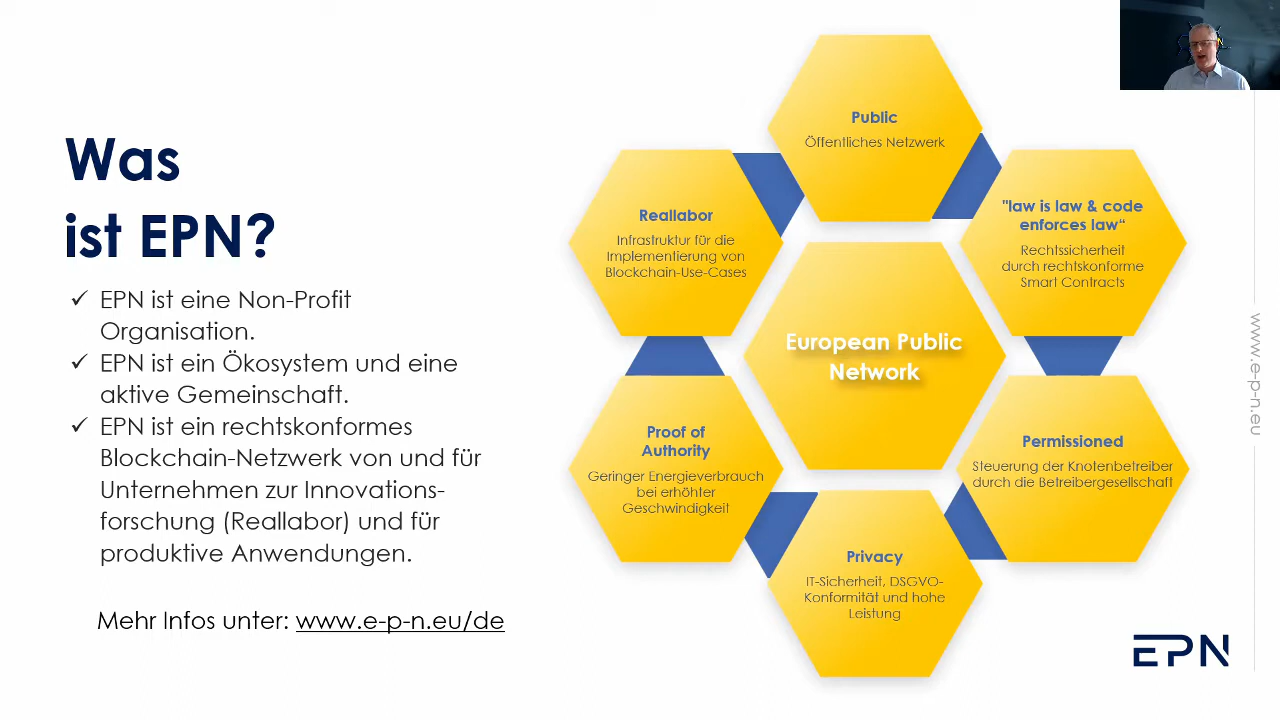 Was
ist EPN?
✓ EPN ist eine Non-Profit
Organisation.
✓ EPN ist ein Ökosystem und eine
aktive Gemeinschaft.
✓ EPN ist ein rechtskonformes
Blockchain-Netzwerk von und für
Unternehmen zur Innovations-
forschung (Reallabor) und für
produktive Anwendungen.
Mehr Infos unter: www.e-p-n.eu/de
Public
Öffentliches Netzwerk
"law is law & code
enforces law“
Rechtssicherheit
durch rechtskonforme
Smart Contracts
Permissioned
Steuerung der Knotenbetreiber
durch die Betreibergesellschaft
Privacy
IT-Sicherheit, DSGVO-
Konformität und hohe
Leistung
Proof of
Authority
Geringer Energieverbrauch
bei erhöhter
Geschwindigkeit
Reallabor
Infrastruktur für die
Implementierung von
Blockchain-Use-Cases
European Public
Network
www.e-p-n.eu
EPN